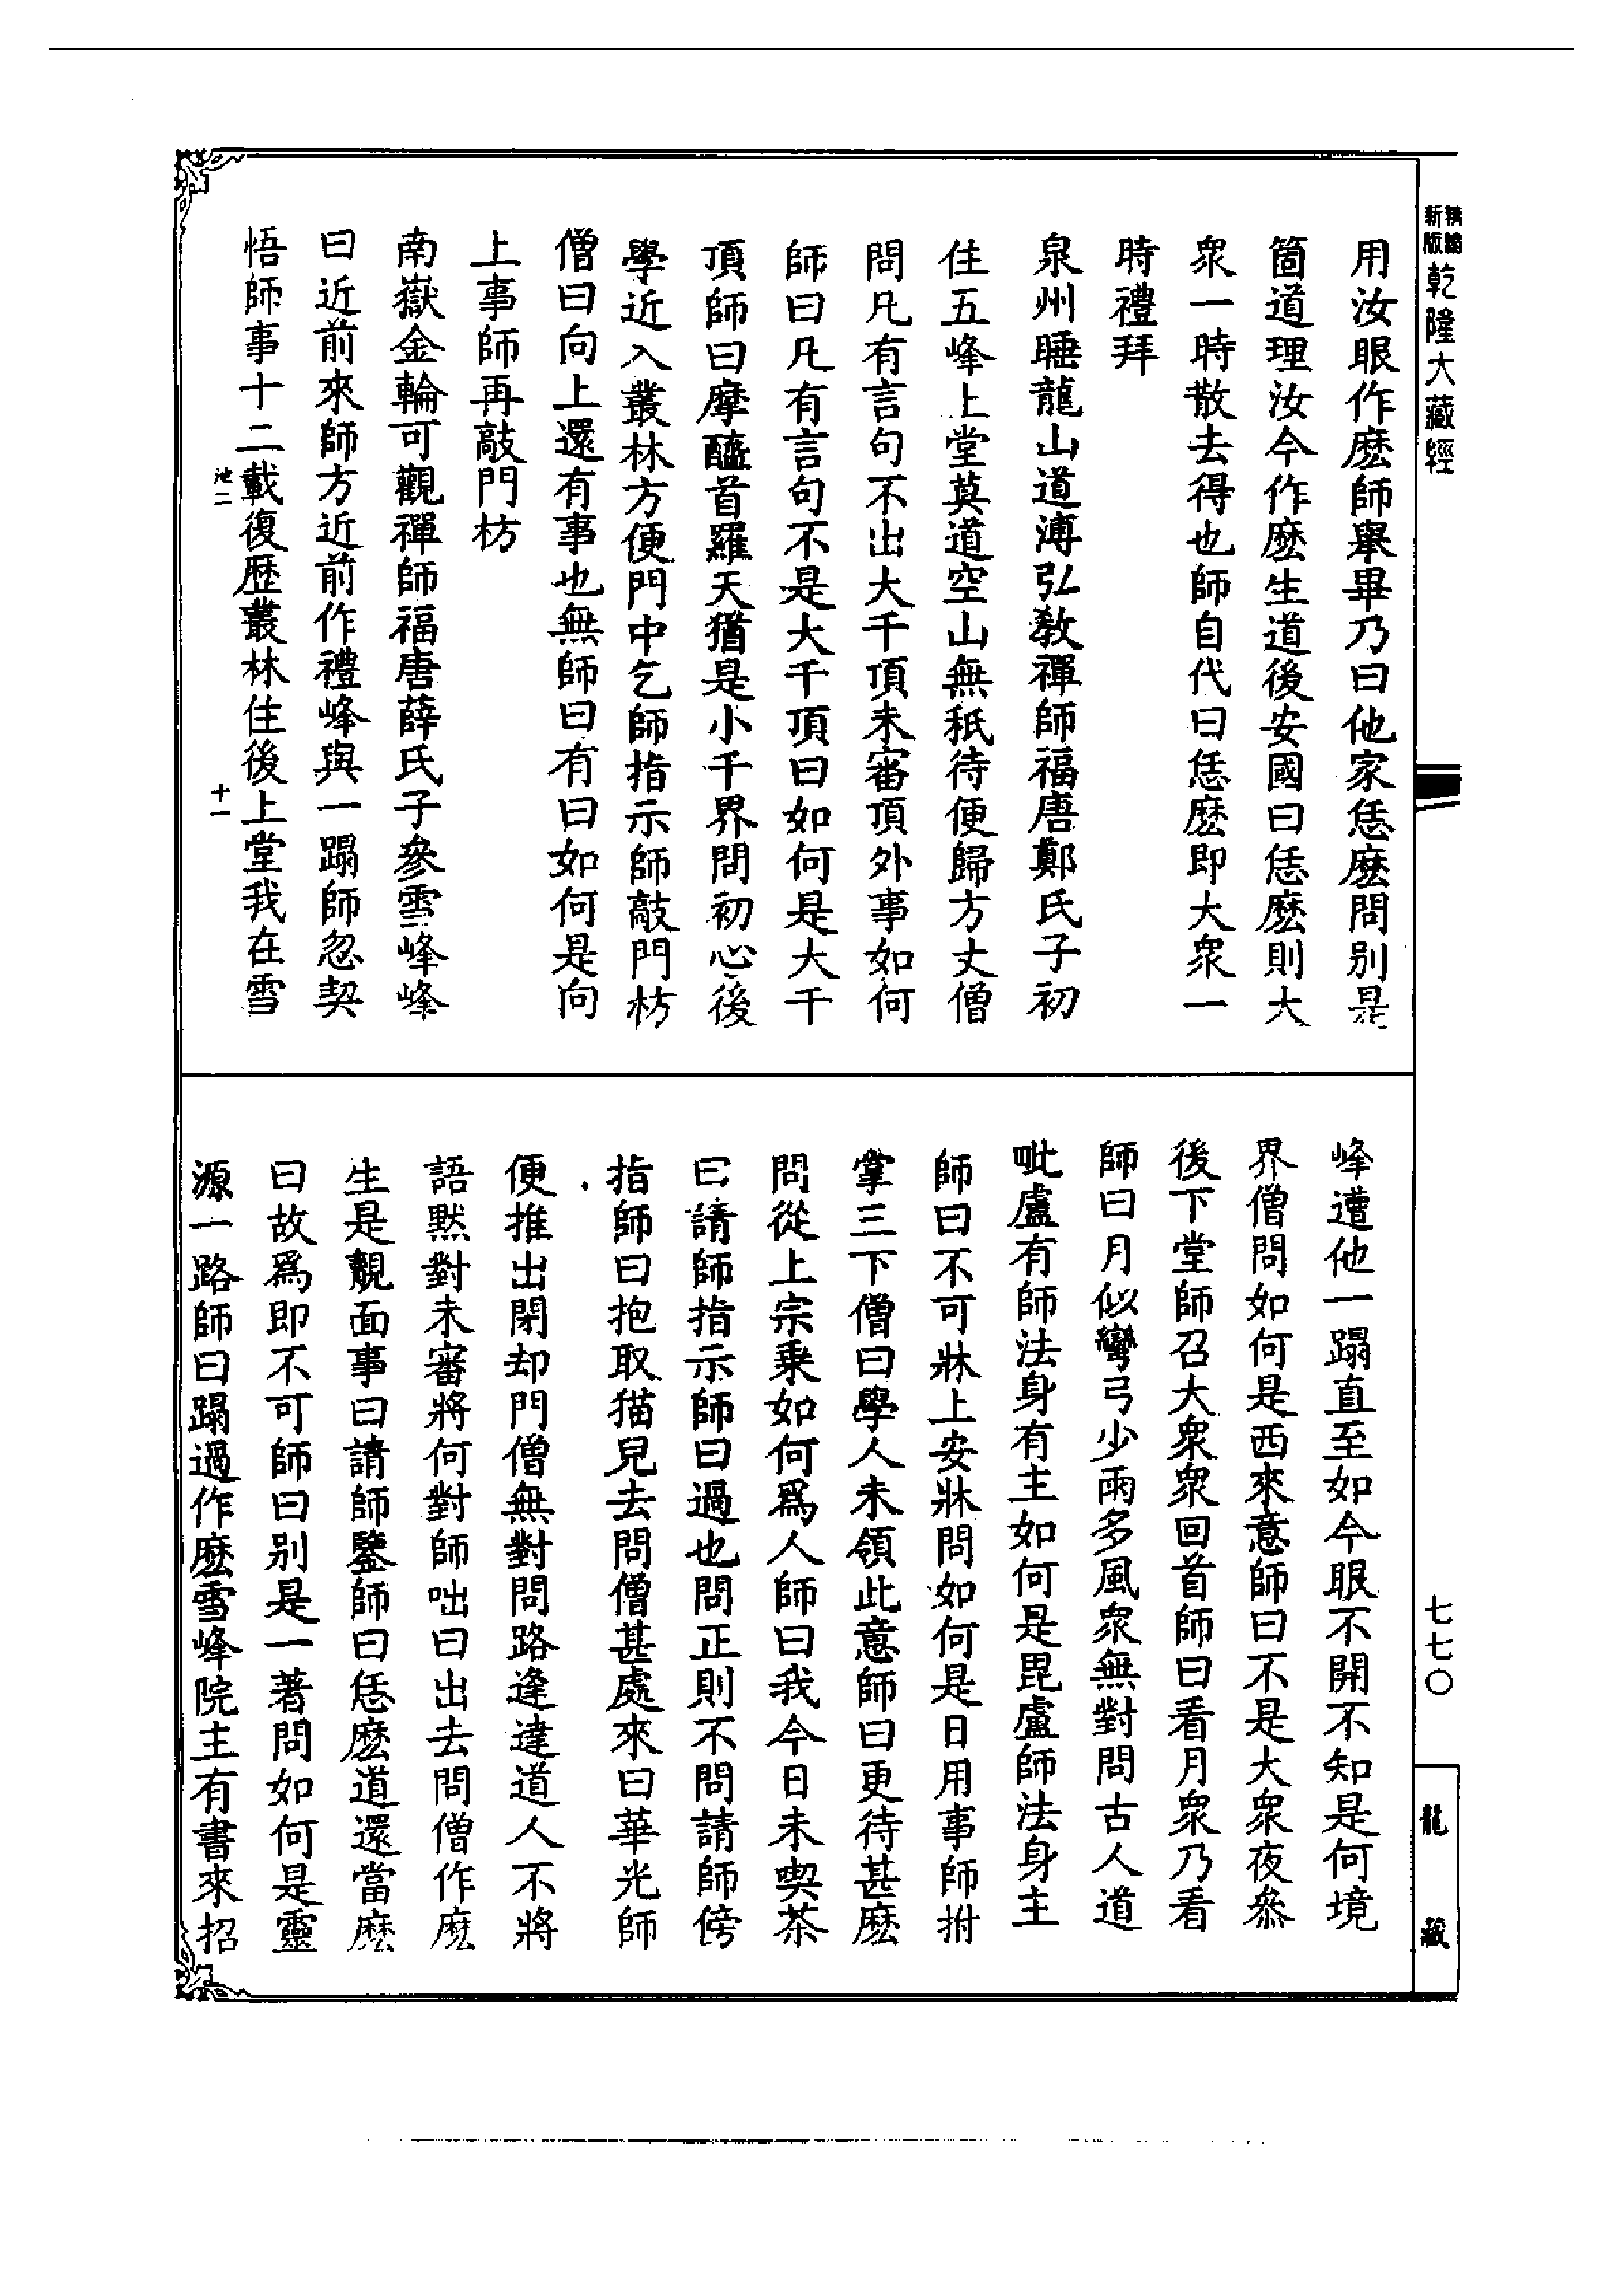 精縮新版乾隆大藏經
用汝眼作麽師舉畢乃曰他家恁麽問別是
箇道理汝今作麽生道後安國曰恁麽則大
衆一時散去得也師自代曰恁麽即大衆一
時禮拜
泉州睡龍山道溥弘教禪師福唐鄭氏子初
住五峰上堂莫道空山無秖待便歸方丈僧
問凡有言句不出大千頂未審頂外事如何
師曰凡有言句不是大千頂曰如何是大千
頂師曰摩醯首羅天猶是小千界問初心後
學近入叢林方便門中乞師指示師敲門枋
僧曰向上還有事也無師曰有曰如何是向
上事師再敲門枋
南嶽金輪可觀禪師福唐薛氏子參雪峰峰
曰近前來師方近前作禮峰與一蹋師忽契
悟師事十二載復歷叢林住後上堂我在雪
池二 十一
峰遭他一蹋直至如今眼不開不知是何境
界僧問如何是西來意師曰不是大衆夜叅
後下堂師召大衆衆回首師曰看月衆乃看
師曰月似彎弓少雨多風衆無對問古人道
毗盧有師法身有主如何是毘盧師法身主
師曰不可牀上安牀問如何是日用事師拊
掌三下僧曰學人未領此意師曰更待甚麽
問從上宗乘如何爲人師曰我今日未喫茶
曰請師指示師曰過也問正則不問請師傍
指師曰抱取猫兒去問僧甚處來曰華光師
便推出閉却門僧無對問路逢達道人不將
語默對未審將何對師咄曰出去問僧作麽
生是覿面事曰請師鑒師曰恁麽道還當麽
曰故爲即不可師曰別是一著問如何是靈
源一路師曰蹋過作麽雪峰院主有書來招
七七〇
龍藏